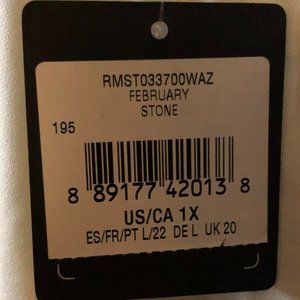 RMST033700WAZ
FEBRUARY
STONE
195
8 89177 42013 8
US/CA 1X
ES/FR/PT L/22 DE L UK 20